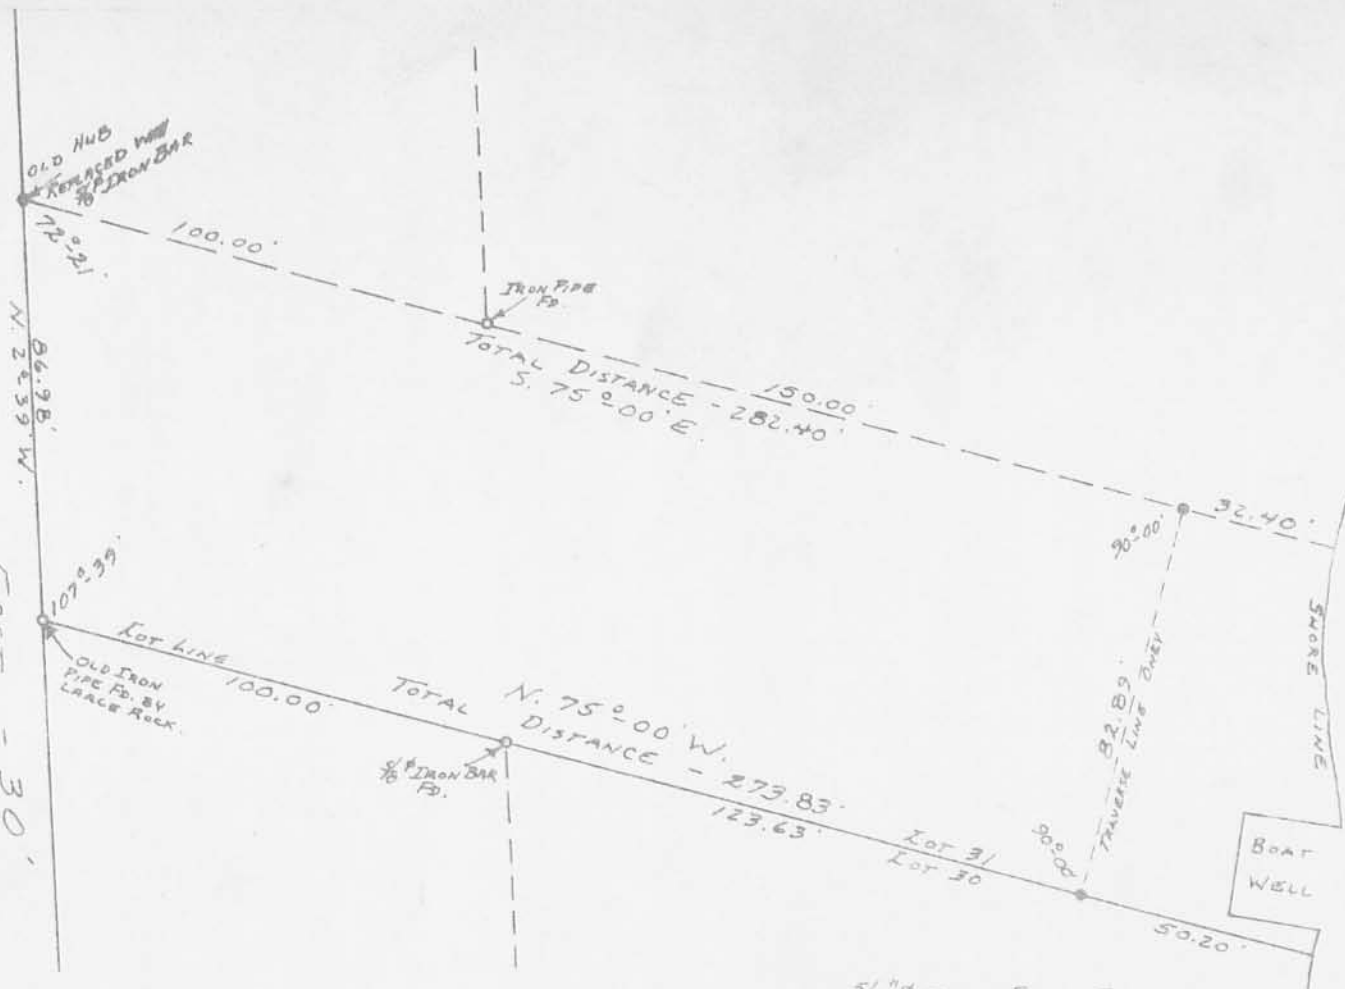 OLD HUB
REPLACED WITH
5/8"⌀ IRON BAR
72°-21'
100.00'
IRON PIPE
FD.
TOTAL DISTANCE - 282.40'
S. 75°-00' E.
150.00'
32.40'
90°-00'
86.98'
N. 2°-39' W.
107°-39'
LOT LINE
100.00'
OLD IRON
PIPE FD. BY
LARGE ROCK.
TOTAL DISTANCE - 273.83'
N. 75°-00' W.
5/8"⌀ IRON BAR
FD.
123.63'
LOT 31
LOT 30
90°-00'
82.89'
TRAVERSE LINE ONLY
SHORE LINE
BOAT
WELL
50.20'
- 30'